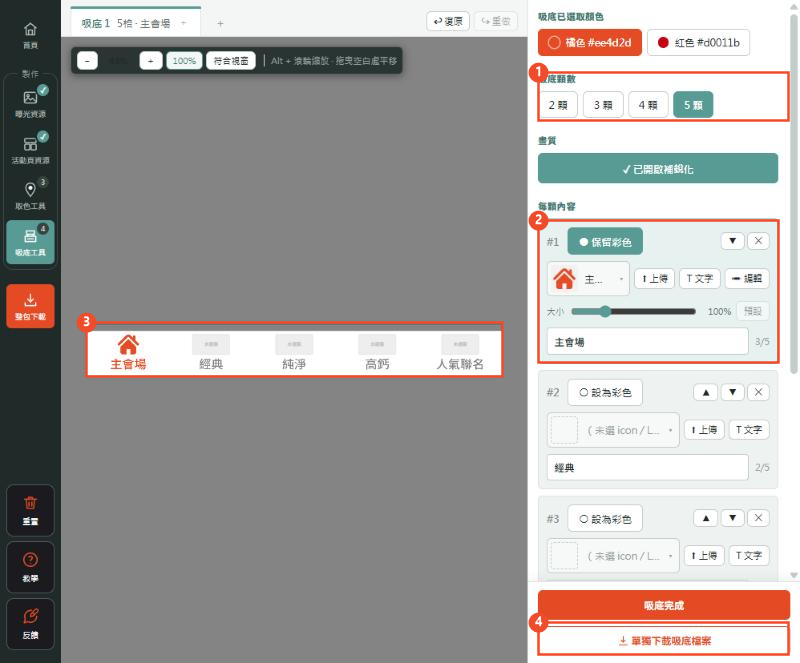 首頁
製作
曝光資源
活動頁資源
取色工具
3
吸底工具
4
整包下載
重置
教學
反饋
吸底 1 5檔 · 主會場
+
↩ 復原
↪ 重做
-
+
100%
符合視窗
Alt + 滾輪縮放 · 拖曳空白處平移
3
主會場
經典
純淨
高鈣
人氣聯名
吸底已選取顏色
橘色 #ee4d2d
紅色 #d0011b
1
底顆數
2 顆
3 顆
4 顆
5 顆
畫質
✓ 已開啟補銳化
每顆內容
2
#1
保留彩色
▼
✕
主...
⬆ 上傳
T 文字
編輯
大小
100%
預設
主會場
3/5
#2
設為彩色
▲
▼
✕
( 未選 icon / L...
⬆ 上傳
T 文字
經典
2/5
#3
設為彩色
▲
▼
✕
( 未選 icon / L...
⬆ 上傳
T 文字
吸底完成
4
單獨下載吸底檔案